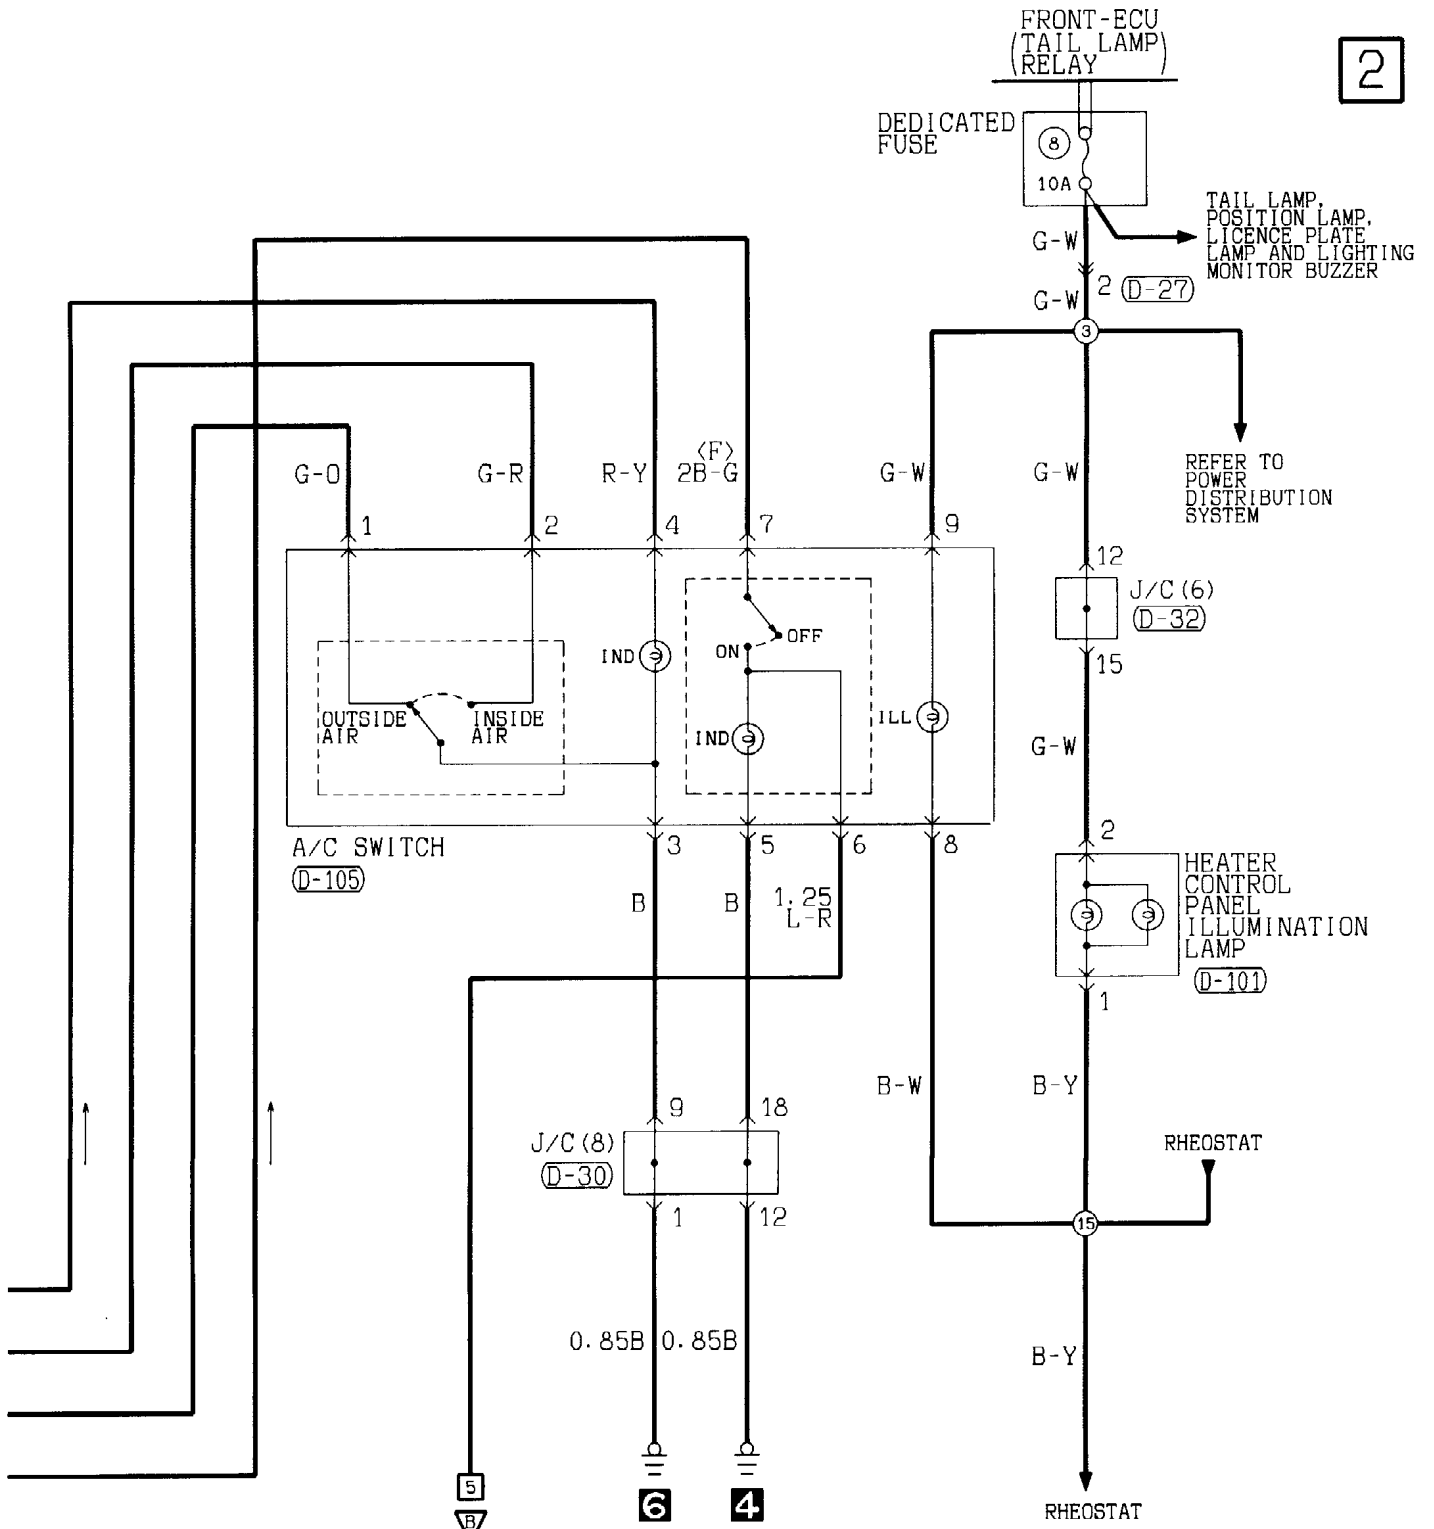 FRONT-ECU
(TAIL LAMP)
RELAY
2
DEDICATED
FUSE
8
10A
TAIL LAMP,
POSITION LAMP,
LICENCE PLATE
LAMP AND LIGHTING
MONITOR BUZZER
G-W
2 D-27
G-W
3
G-O
G-R
R-Y
<F>
2B-G
G-W
G-W
REFER TO
POWER
DISTRIBUTION
SYSTEM
1
2
4
7
9
12
J/C(6)
D-32
15
OFF
ON
IND
OUTSIDE
AIR
INSIDE
AIR
IND
ILL
G-W
3
5
6
8
2
A/C SWITCH
D-105
HEATER
CONTROL
PANEL
ILLUMINATION
LAMP
D-101
1
B
B
1.25
L-R
B-W
B-Y
9
18
J/C(8)
D-30
1
12
RHEOSTAT
15
0.85B
0.85B
B-Y
5
B
6
4
RHEOSTAT